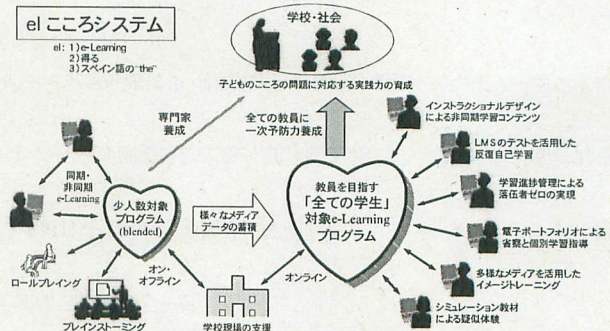 el こころシステム
el: 1) e-Learning
2) 得る
3) スペイン語の"the"
学校・社会
子どものこころの問題に対応する実践力の育成
専門家
養成
全ての教員に
一次予防力養成
同期・
非同期
e-Learning
少人数対象
プログラム
(blended)
様々なメディア
データの蓄積
教員を目指す
「全ての学生」
対象e-Learning
プログラム
ロールプレイング
ブレインストーミング
オン・
オフライン
学校現場の支援
オンライン
インストラクショナルデザイン
による非同期学習コンテンツ
LMSのテストを活用した
反復自己学習
学習進捗管理による
落伍者ゼロの実現
電子ポートフォリオによる
省察と個別学習指導
多様なメディアを活用した
イメージトレーニング
シミュレーション教材
による疑似体験